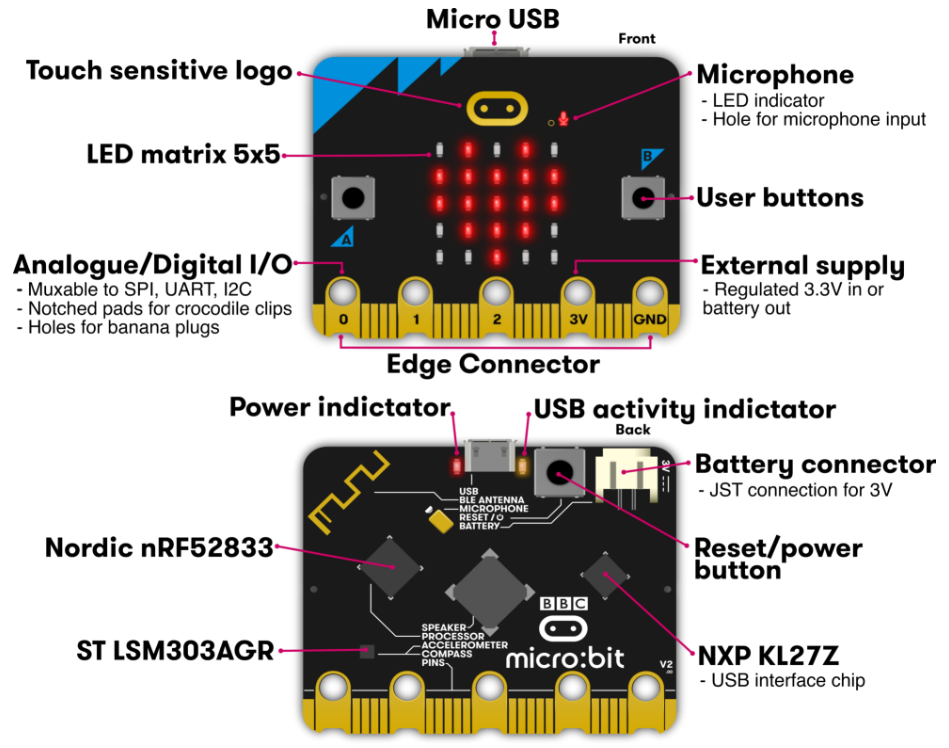 Micro USB
Front
Touch sensitive logo
Microphone
- LED indicator
- Hole for microphone input
LED matrix 5x5
B
User buttons
A
Analogue/Digital I/O
- Muxable to SPI, UART, I2C
- Notched pads for crocodile clips
- Holes for banana plugs
External supply
- Regulated 3.3V in or
battery out
0 1 2 3V GND
Edge Connector
Power indictator
USB activity indictator
Back
Battery connector
- JST connection for 3V
3V
USB
BLE ANTENNA
MICROPHONE
RESET /
BATTERY
Nordic nRF52833
Reset/power
button
BBC
micro:bit
SPEAKER
PROCESSOR
ACCELEROMETER
COMPASS
PINS
ST LSM303AGR
NXP KL27Z
- USB interface chip
V2